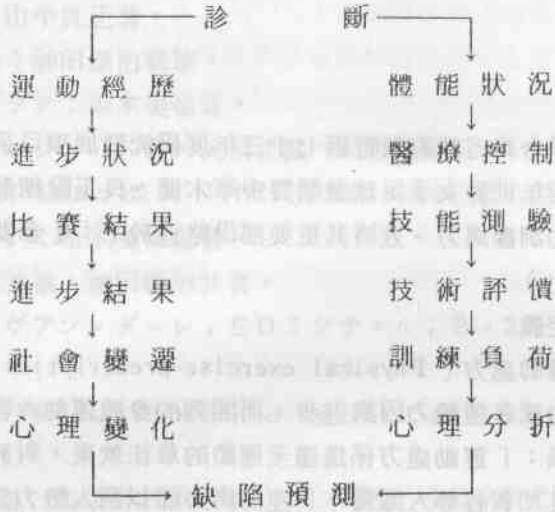 診 斷
運動經歷 體能狀況
進步狀況 醫療控制
比賽結果 技能測驗
進步結果 技術評價
社會變遷 訓練負荷
心理變化 心理分折
缺陷預測